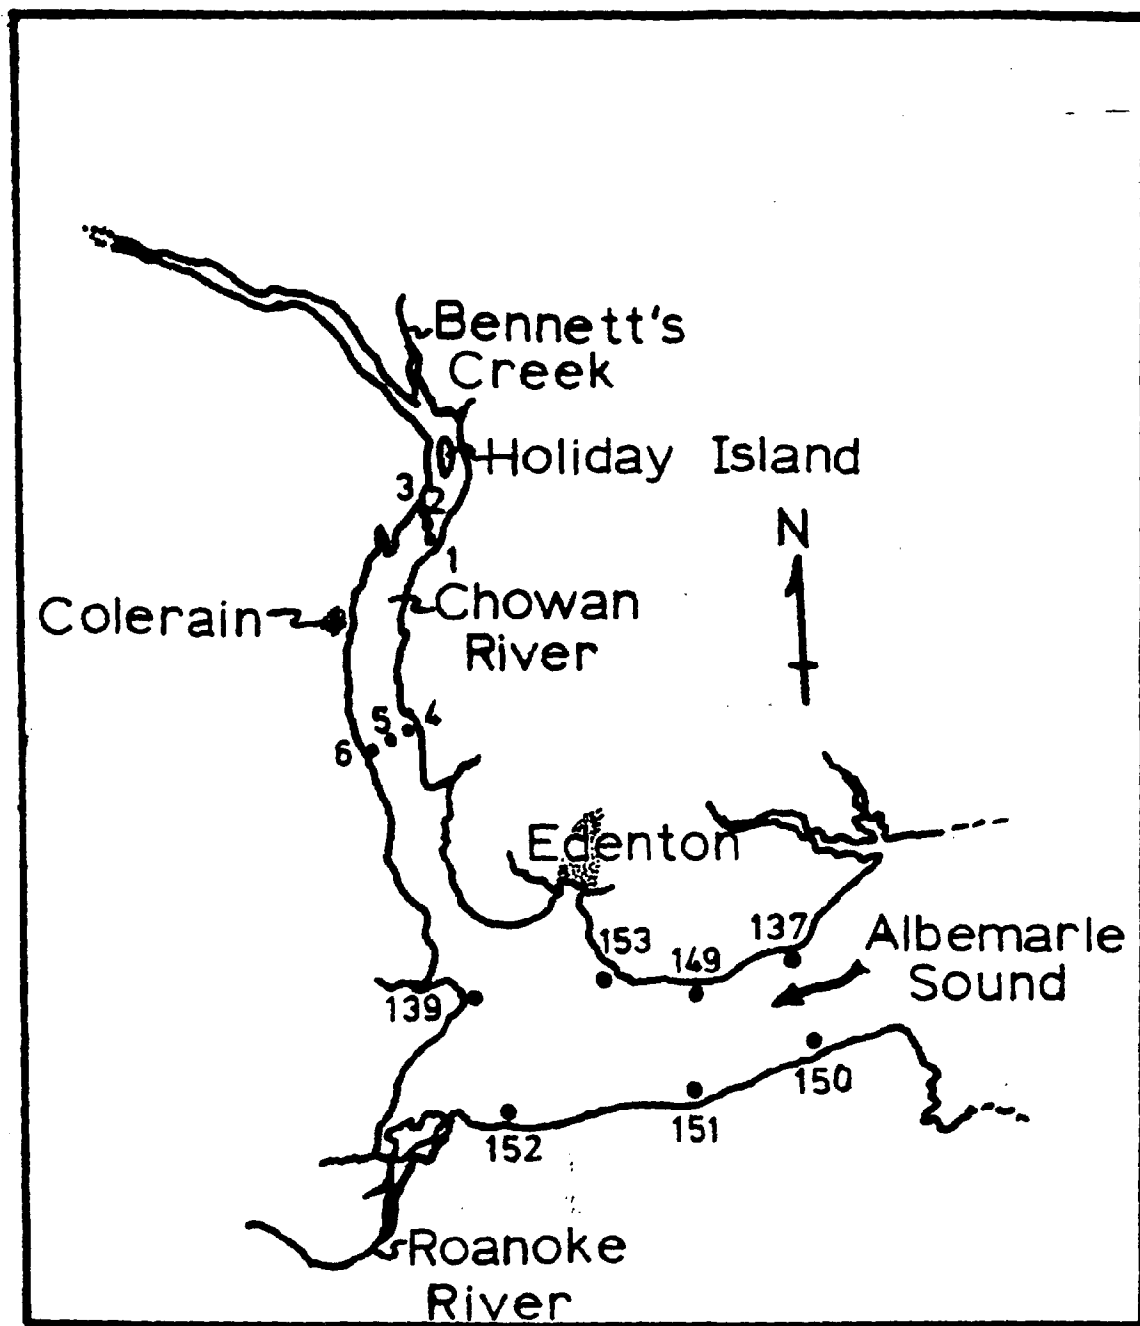 Bennett's
Creek
Holiday Island
3
2
1
N
Colerain
Chowan
River
4
5
6
Edenton
153
149
137
Albemarle
Sound
139
150
151
152
Roanoke
River